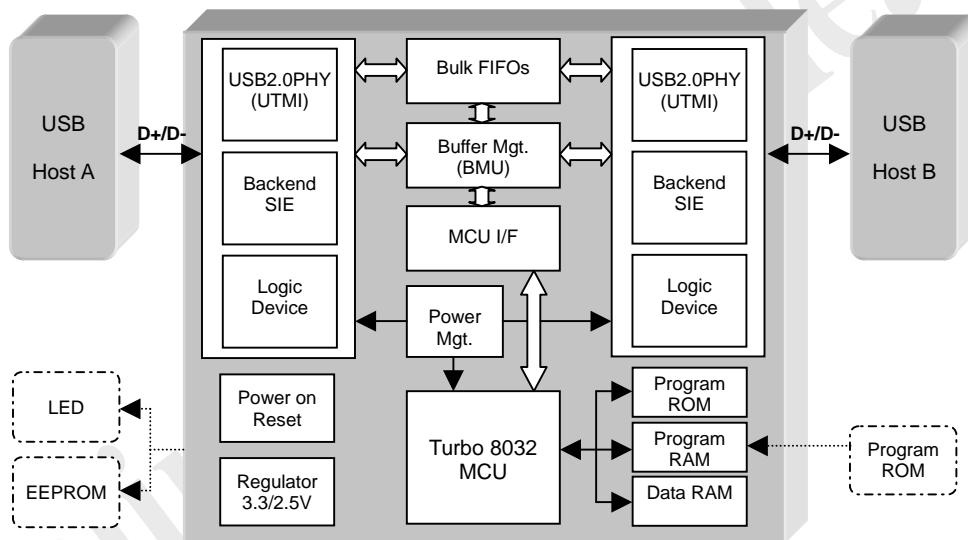 USB
Host A
D+/D-
USB2.0PHY
(UTMI)
Backend
SIE
Logic
Device
Bulk FIFOs
Buffer Mgt.
(BMU)
MCU I/F
Power
Mgt.
USB2.0PHY
(UTMI)
Backend
SIE
Logic
Device
D+/D-
USB
Host B
LED
EEPROM
Power on
Reset
Regulator
3.3/2.5V
Turbo 8032
MCU
Program
ROM
Program
RAM
Data RAM
Program
ROM